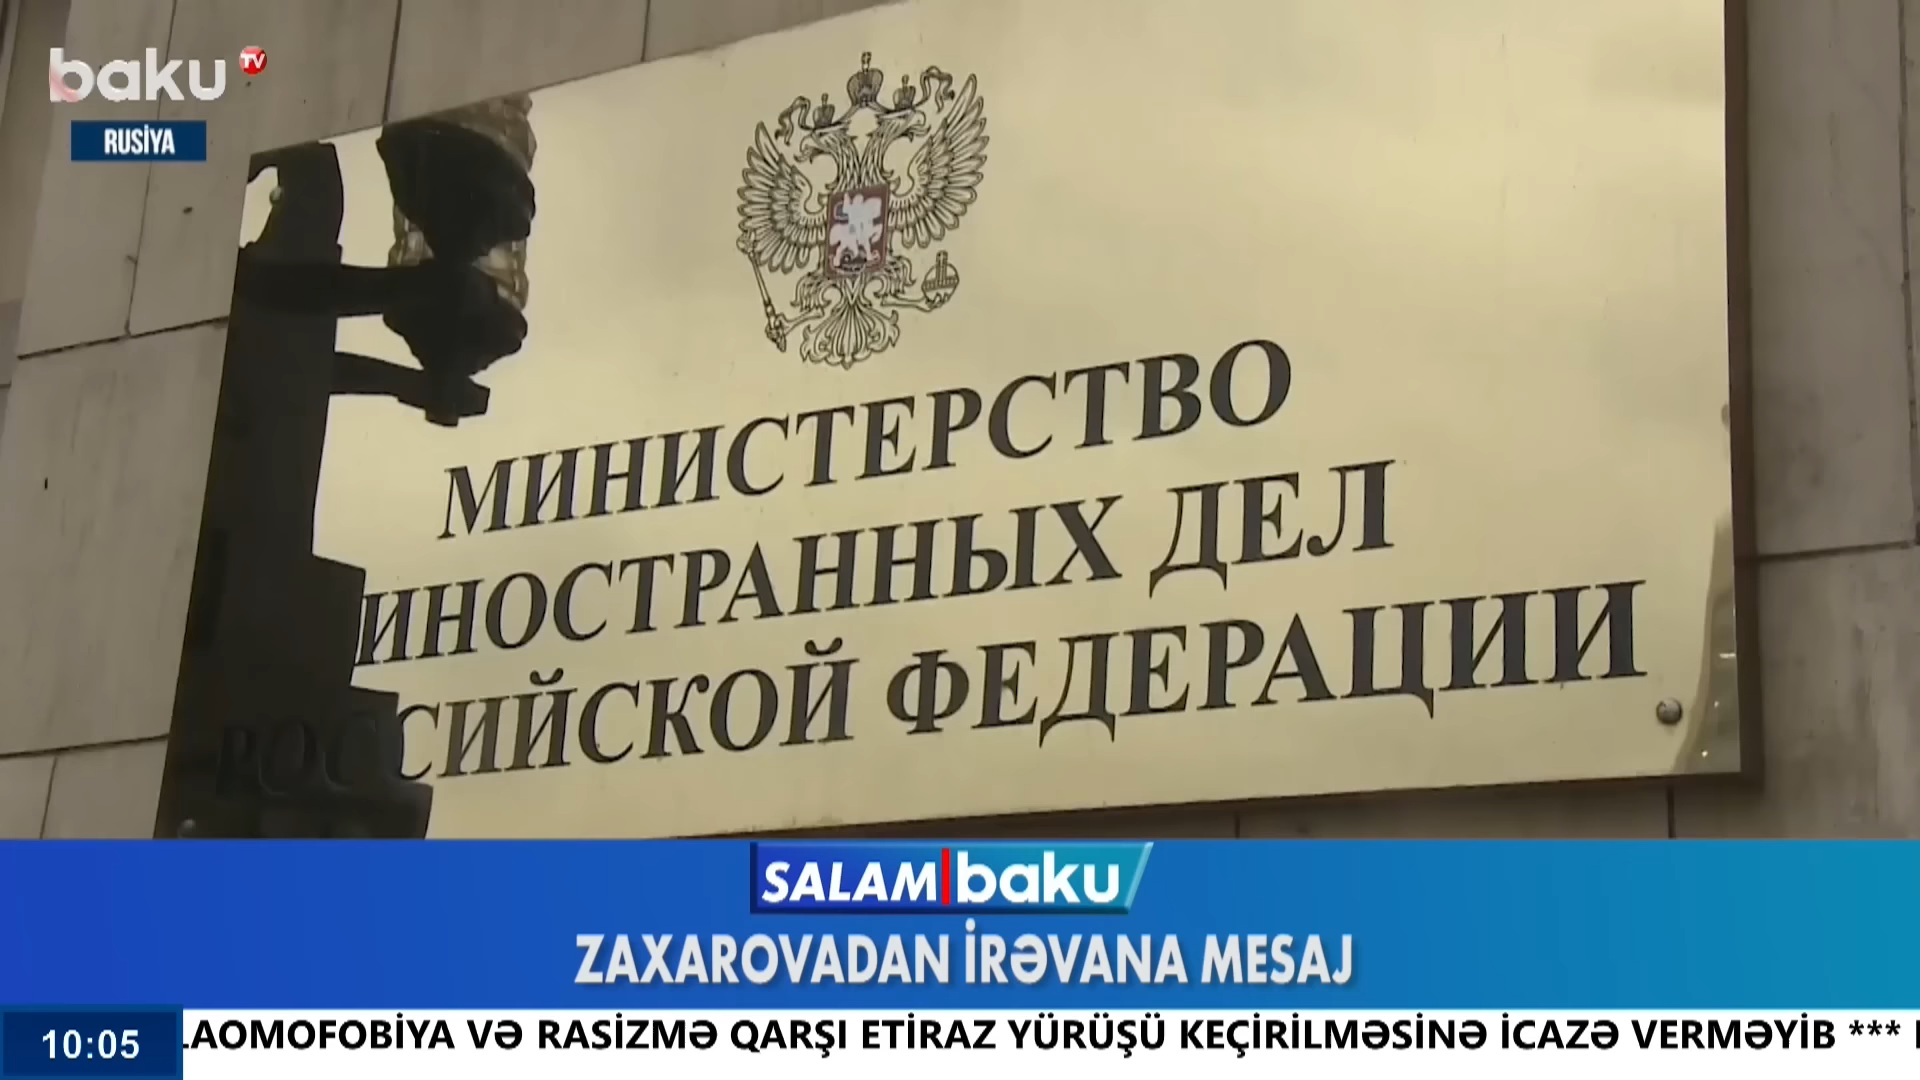 baku TV
RUSİYA
МИНИСТЕРСТВО
ИНОСТРАННЫХ ДЕЛ
РОССИЙСКОЙ ФЕДЕРАЦИИ
SALAM baku
ZAXAROVADAN İRƏVANA MESAJ
10:05
LAOMOFOBİYA VƏ RASİZMƏ QARŞI ETİRAZ YÜRÜŞÜ KEÇİRİLMƏSİNƏ İCAZƏ VERMƏYİB ***